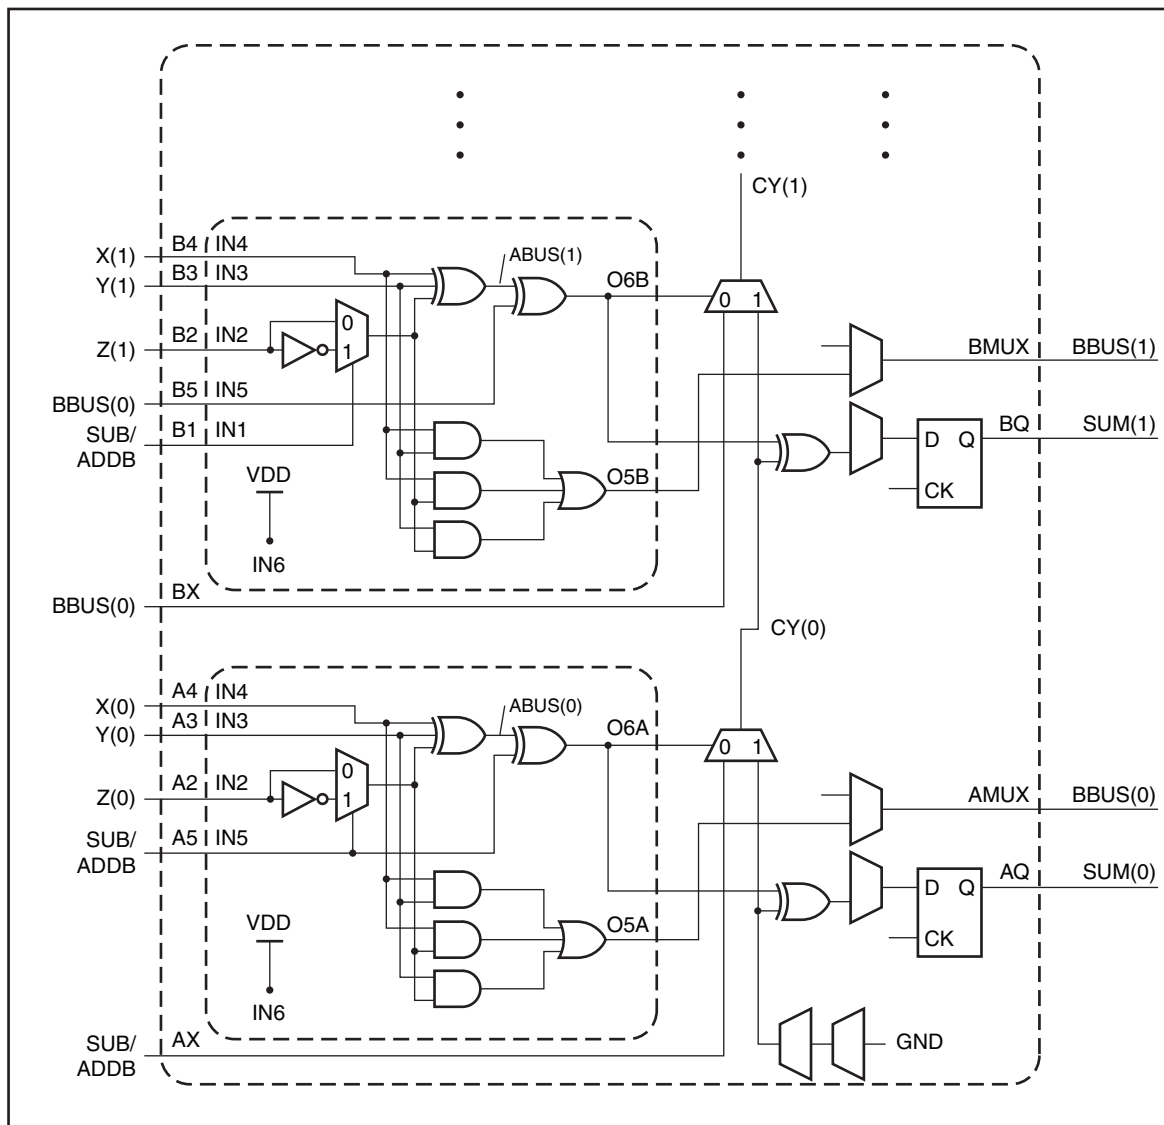 CY(1)
X(1) B4 IN4
Y(1) B3 IN3
ABUS(1)
O6B
0 1
Z(1) B2 IN2
0
1
BMUX BBUS(1)
BBUS(0) B5 IN5
SUB/
ADDB B1 IN1
BQ SUM(1)
D Q
CK
VDD
O5B
IN6
BBUS(0) BX
CY(0)
X(0) A4 IN4
Y(0) A3 IN3
ABUS(0)
O6A
0 1
Z(0) A2 IN2
0
1
AMUX BBUS(0)
SUB/
ADDB A5 IN5
AQ SUM(0)
D Q
CK
VDD
O5A
IN6
SUB/
ADDB AX
GND